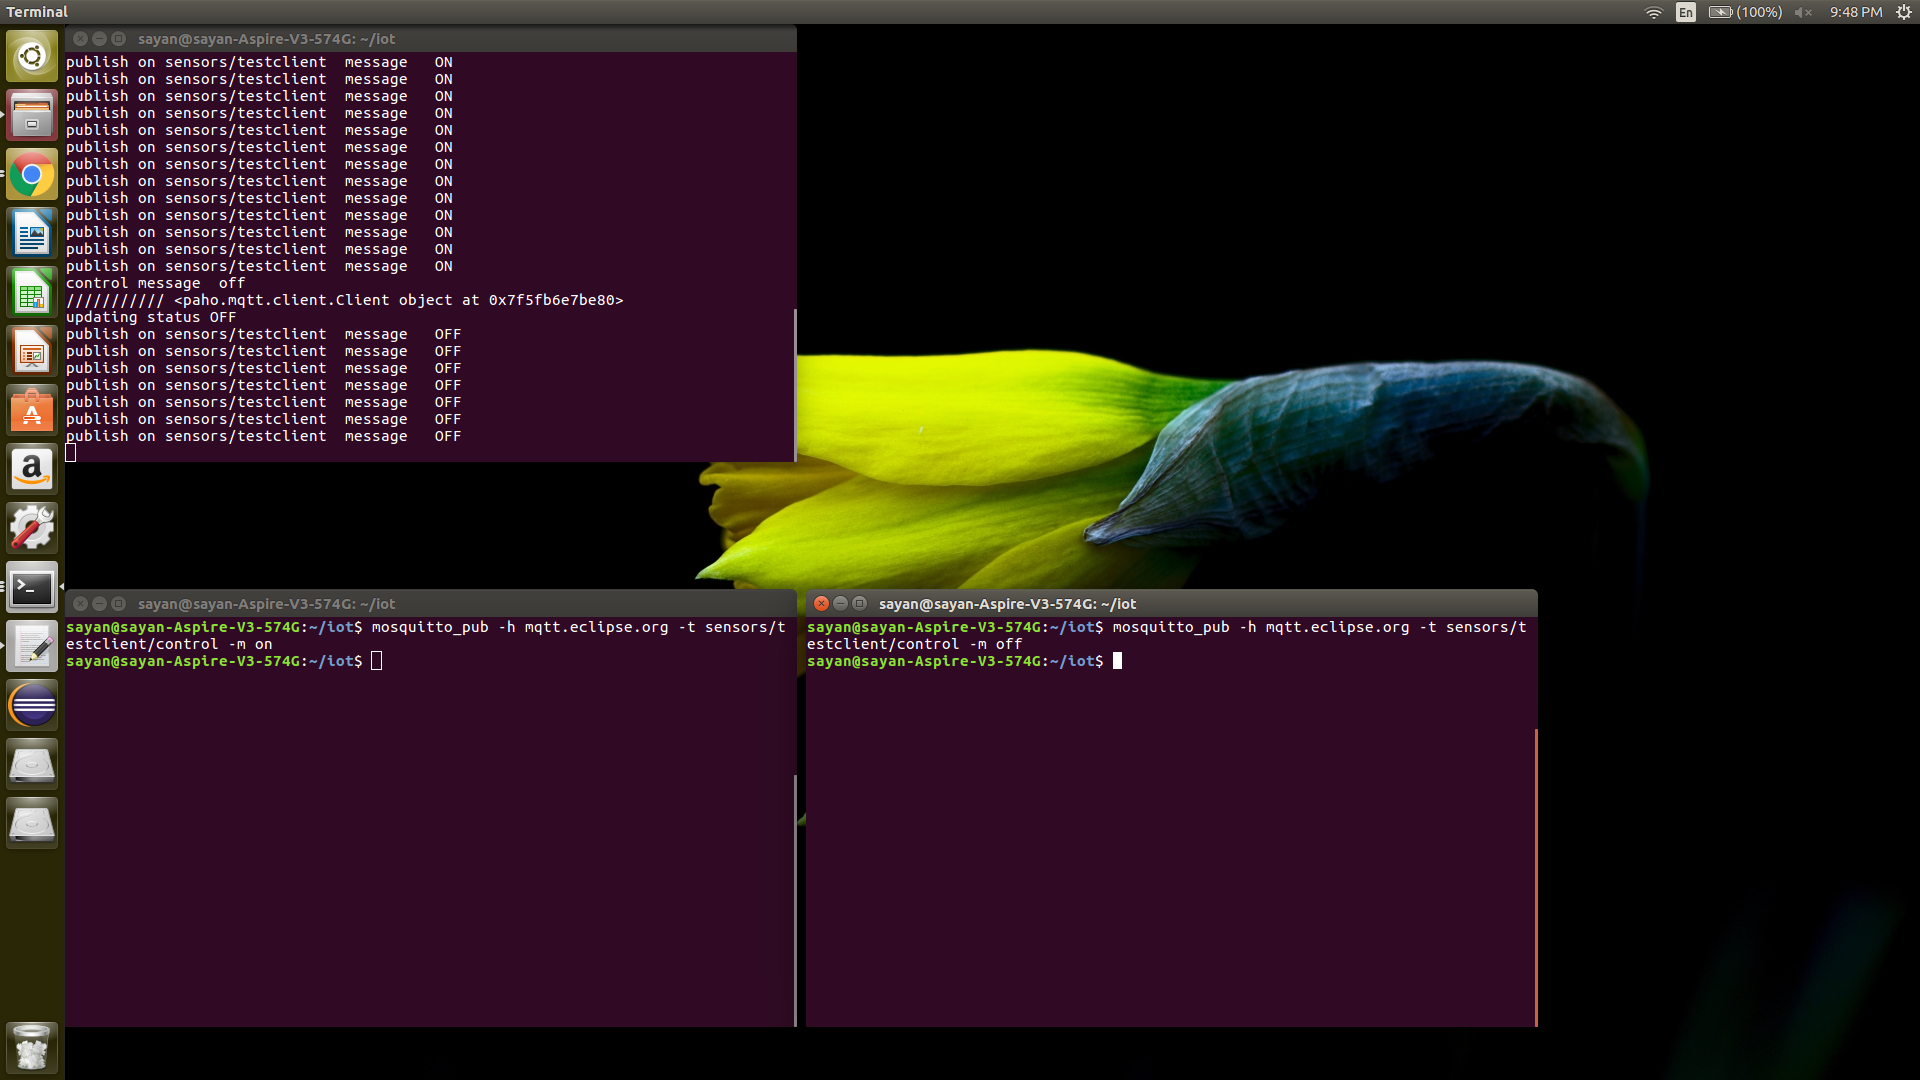 Terminal
En
(100%)
9:48 PM
sayan@sayan-Aspire-V3-574G: ~/iot
publish on sensors/testclient  message   ON
publish on sensors/testclient  message   ON
publish on sensors/testclient  message   ON
publish on sensors/testclient  message   ON
publish on sensors/testclient  message   ON
publish on sensors/testclient  message   ON
publish on sensors/testclient  message   ON
publish on sensors/testclient  message   ON
publish on sensors/testclient  message   ON
publish on sensors/testclient  message   ON
publish on sensors/testclient  message   ON
publish on sensors/testclient  message   ON
publish on sensors/testclient  message   ON
control message  off
/////////// <paho.mqtt.client.Client object at 0x7f5fb6e7be80>
updating status OFF
publish on sensors/testclient  message   OFF
publish on sensors/testclient  message   OFF
publish on sensors/testclient  message   OFF
publish on sensors/testclient  message   OFF
publish on sensors/testclient  message   OFF
publish on sensors/testclient  message   OFF
publish on sensors/testclient  message   OFF
sayan@sayan-Aspire-V3-574G: ~/iot
sayan@sayan-Aspire-V3-574G:~/iot$ mosquitto_pub -h mqtt.eclipse.org -t sensors/t
estclient/control -m on
sayan@sayan-Aspire-V3-574G:~/iot$
sayan@sayan-Aspire-V3-574G: ~/iot
sayan@sayan-Aspire-V3-574G:~/iot$ mosquitto_pub -h mqtt.eclipse.org -t sensors/t
estclient/control -m off
sayan@sayan-Aspire-V3-574G:~/iot$